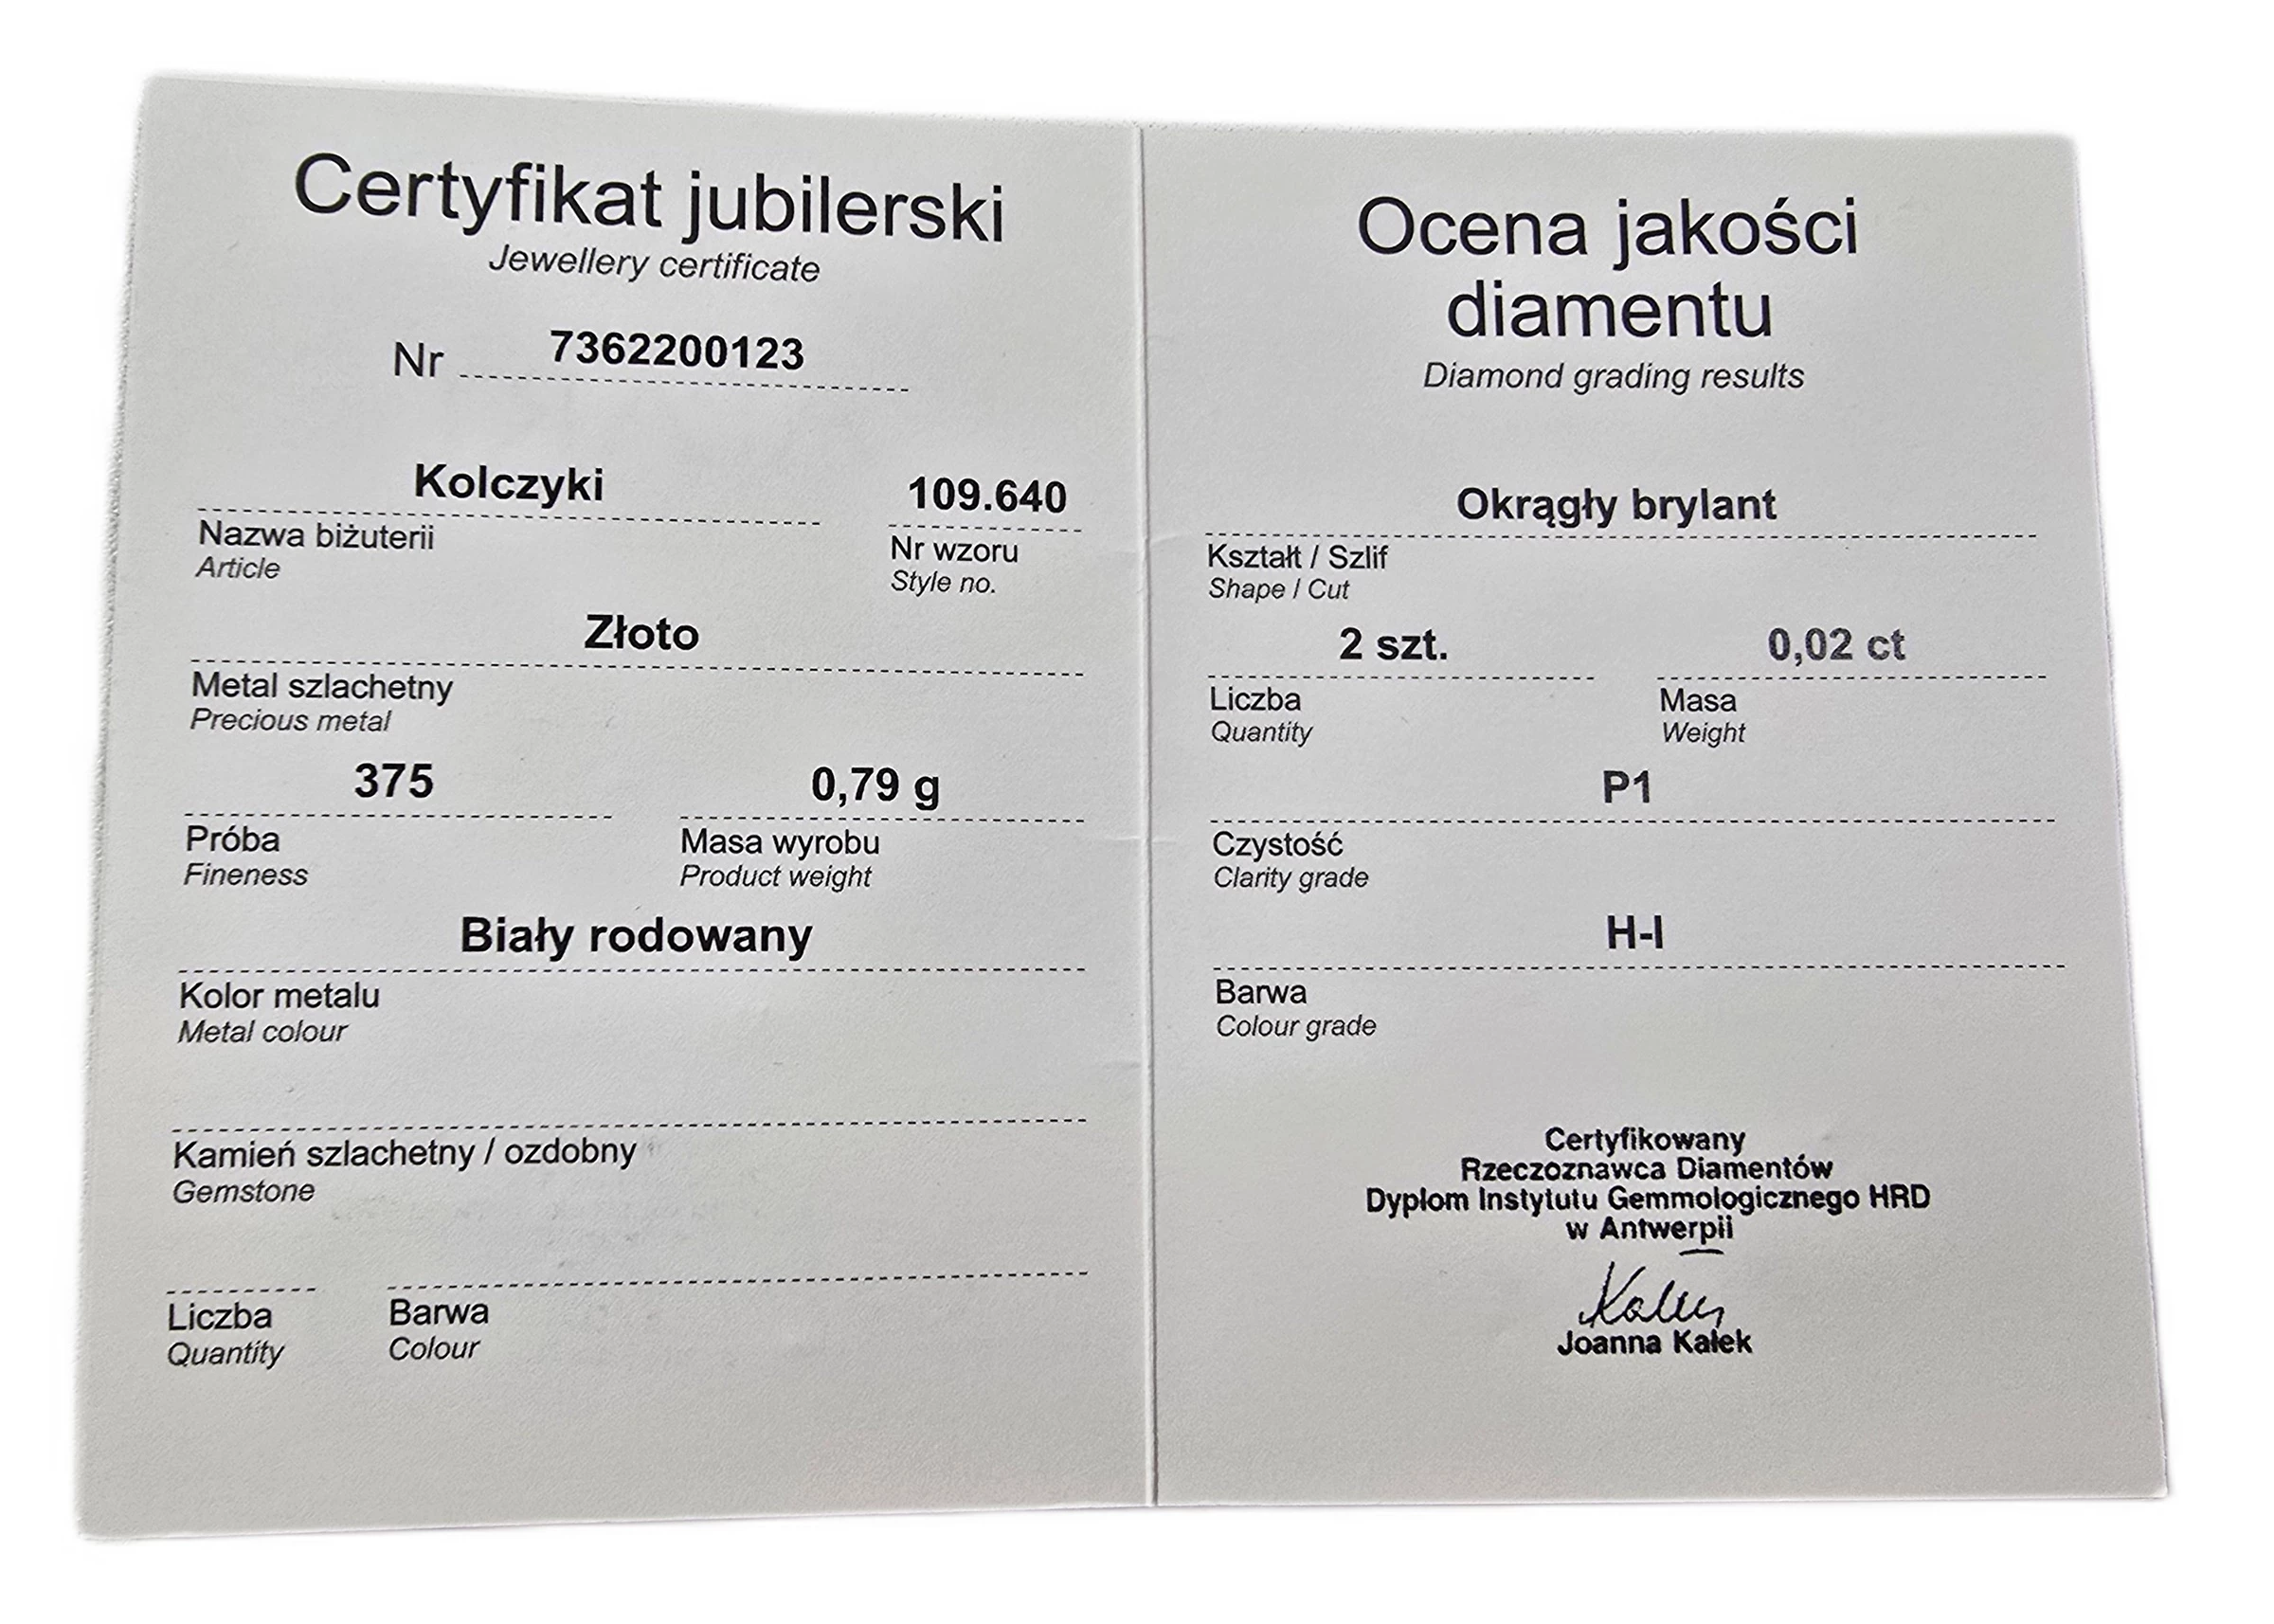 Certyfikat jubilerski
Jewellery certificate
Nr 7362200123
Kolczyki 109.640
Nazwa biżuterii Nr wzoru
Article Style no.
Złoto
Metal szlachetny
Precious metal
375 0,79 g
Próba Masa wyrobu
Fineness Product weight
Biały rodowany
Kolor metalu
Metal colour
Kamień szlachetny / ozdobny
Gemstone
Liczba Barwa
Quantity Colour
Ocena jakości
diamentu
Diamond grading results
Okrągły brylant
Kształt / Szlif
Shape / Cut
2 szt. 0,02 ct
Liczba Masa
Quantity Weight
P1
Czystość
Clarity grade
H-I
Barwa
Colour grade
Certyfikowany
Rzeczoznawca Diamentów
Dyplom Instytutu Gemmologicznego HRD
w Antwerpii
Joanna Kałek